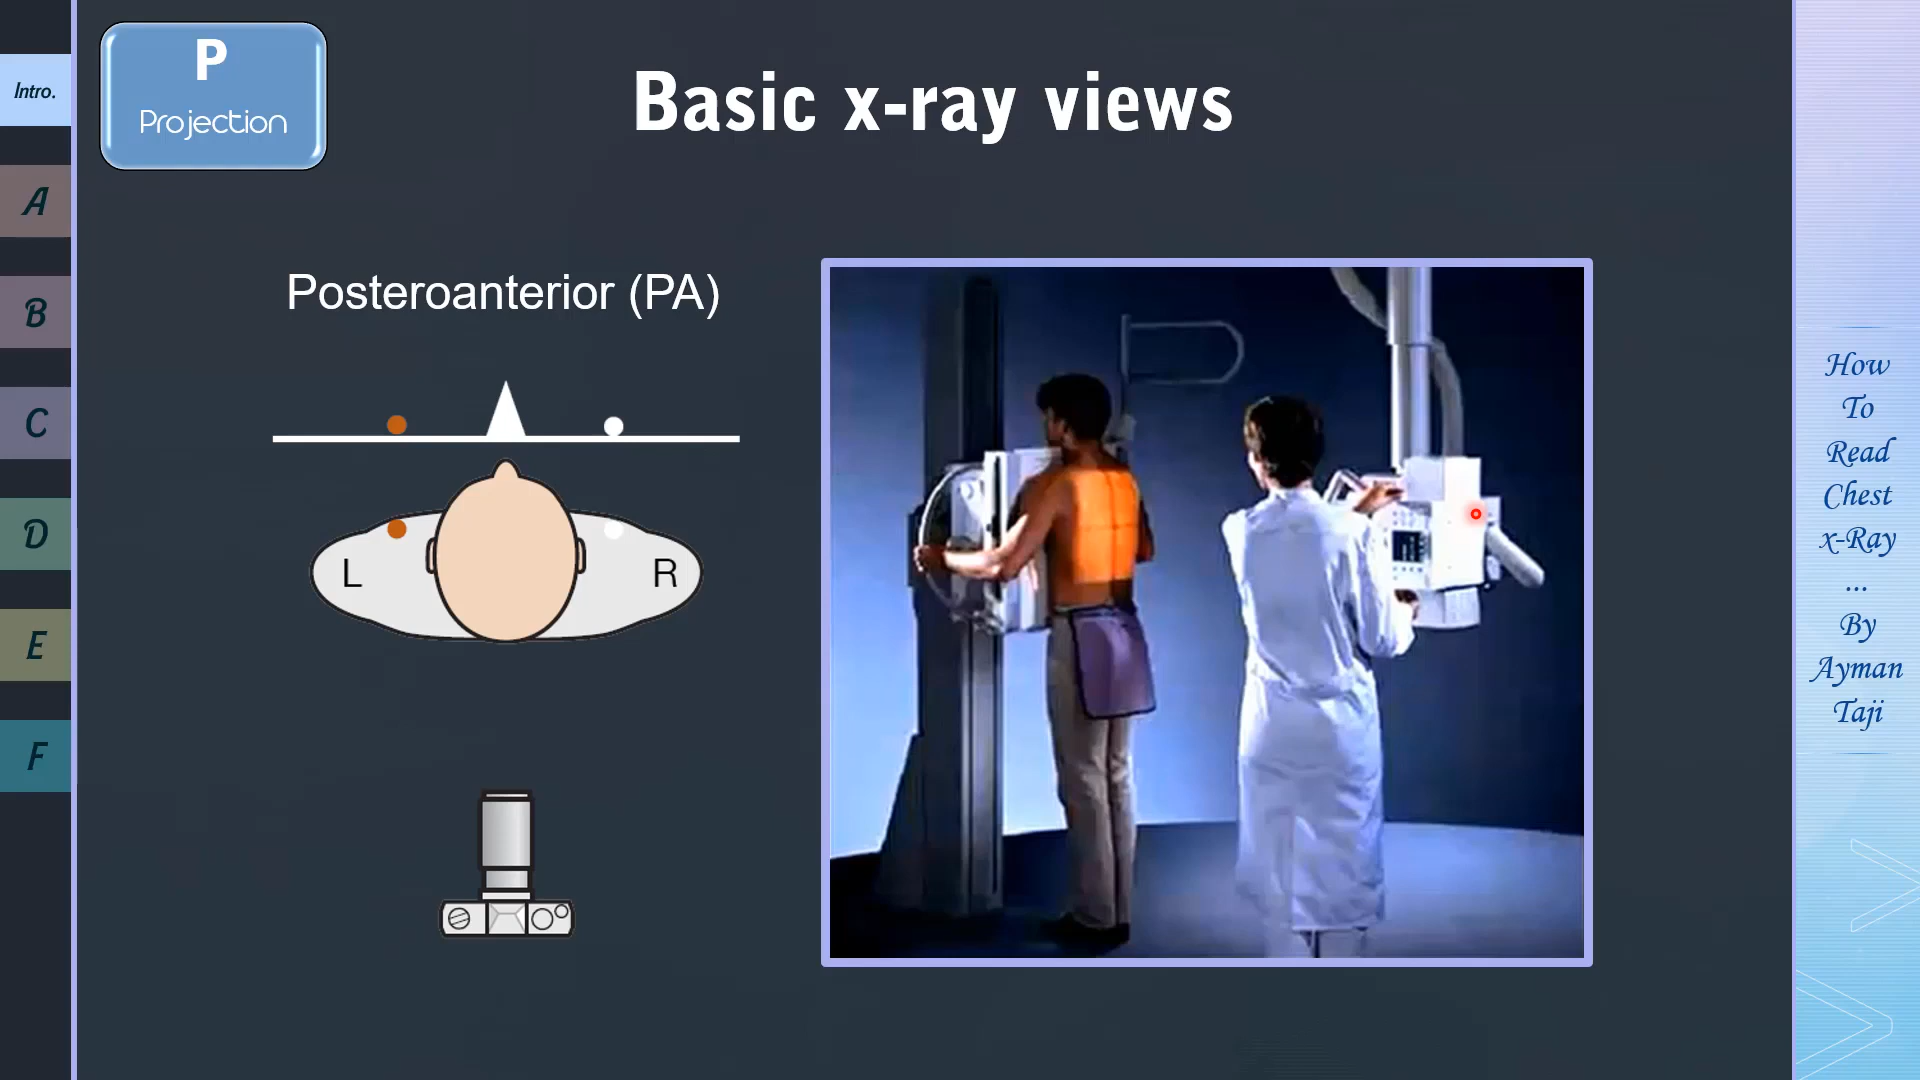 P
Projection
Basic x-ray views
Intro.
A
B
C
D
E
F
Posteroanterior (PA)
L
R
How
To
Read
Chest
x-Ray
...
By
Ayman
Taji